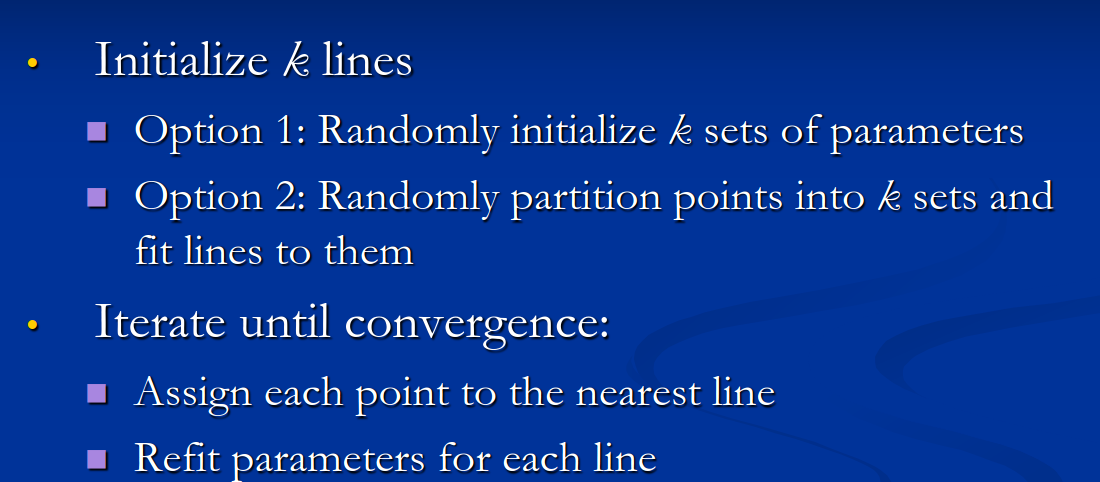 • Initialize k lines
■ Option 1: Randomly initialize k sets of parameters
■ Option 2: Randomly partition points into k sets and
fit lines to them
• Iterate until convergence:
■ Assign each point to the nearest line
■ Refit parameters for each line